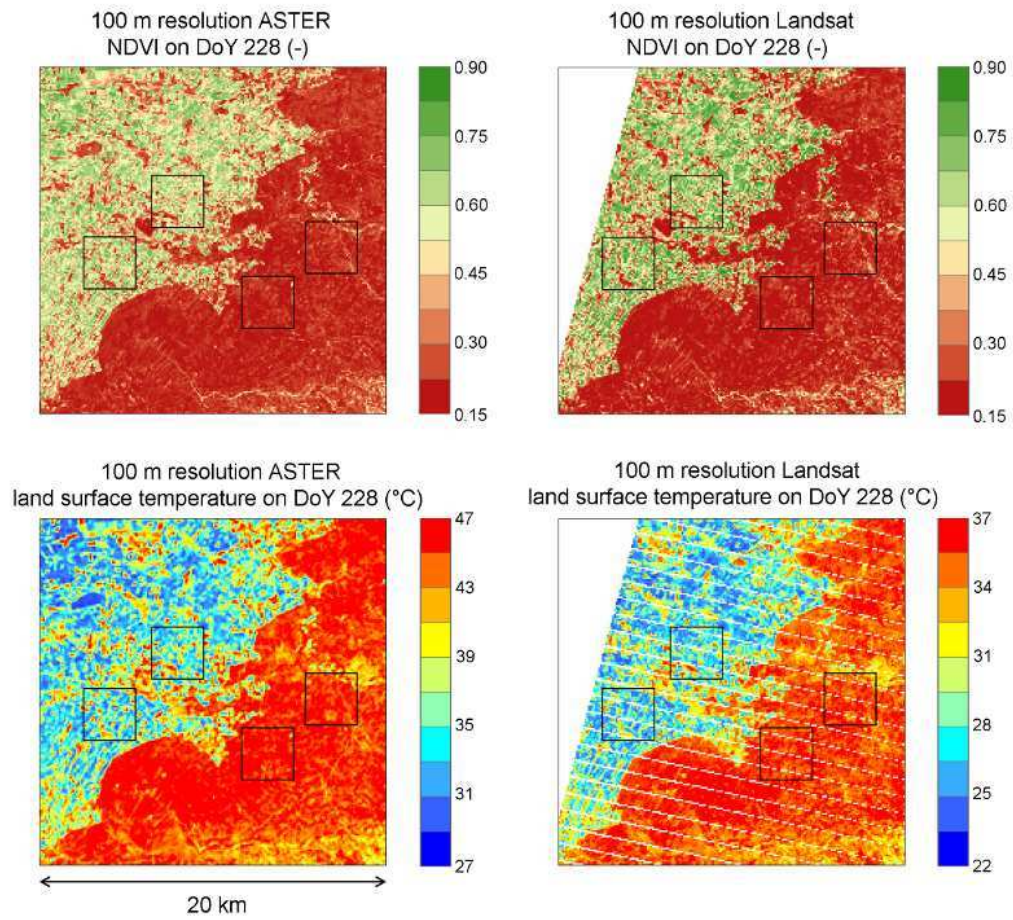 100 m resolution ASTER
NDVI on DoY 228 (-)
100 m resolution Landsat
NDVI on DoY 228 (-)
0.90
0.75
0.60
0.45
0.30
0.15
0.90
0.75
0.60
0.45
0.30
0.15
100 m resolution ASTER
land surface temperature on DoY 228 (°C)
100 m resolution Landsat
land surface temperature on DoY 228 (°C)
47
43
39
35
31
27
37
34
31
28
25
22
20 km